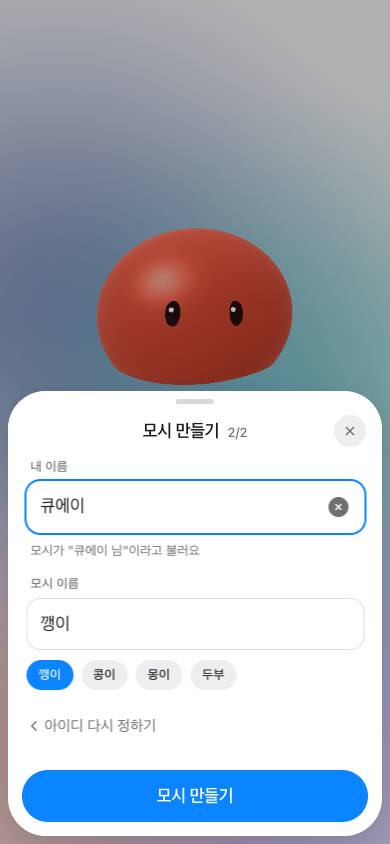 모시 만들기 2/2
내 이름
큐에이
모시가 "큐에이 님"이라고 불러요
모시 이름
깽이
깽이 콩이 몽이 두부
아이디 다시 정하기
모시 만들기